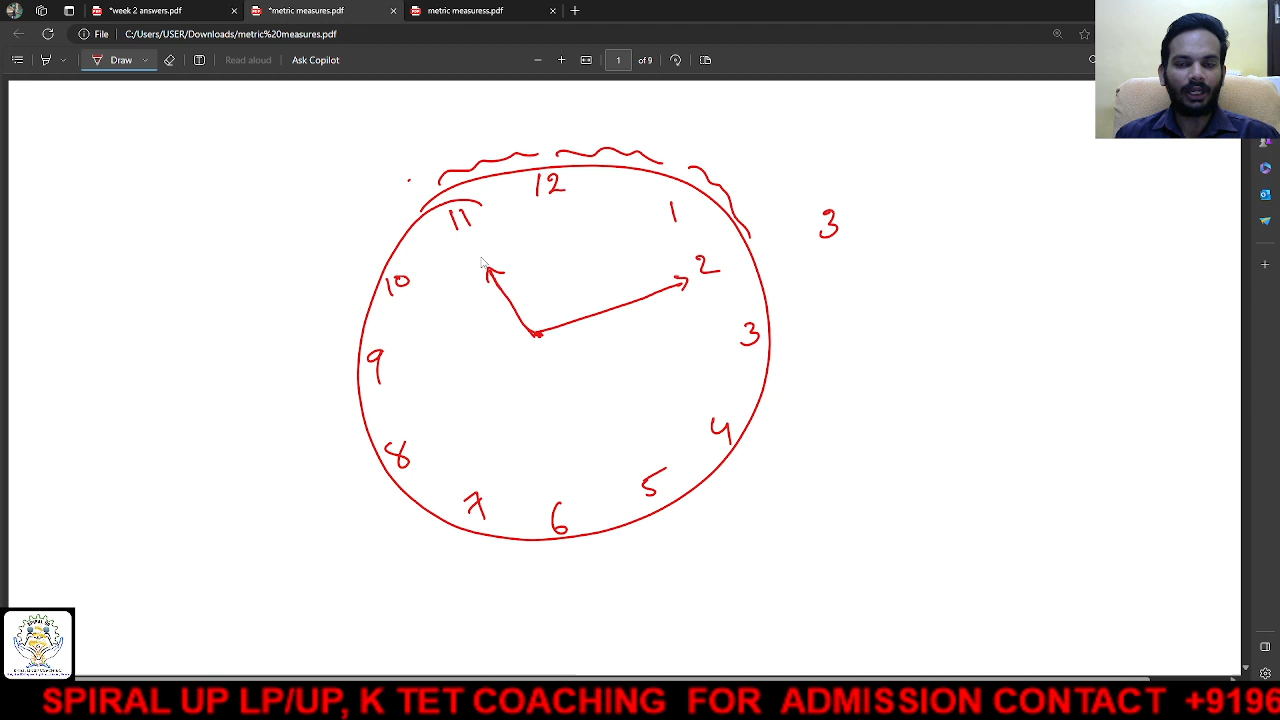 *week 2 answers.pdf
*metric measures.pdf
metric measuress.pdf
File
C:/Users/USER/Downloads/metric%20measures.pdf
Draw
Read aloud
Ask Copilot
1
of 9
12
11
1
3
2
10
3
9
4
8
5
7
6
SPIRAL UP LP/UP, K TET COACHING FOR ADMISSION CONTACT +9196